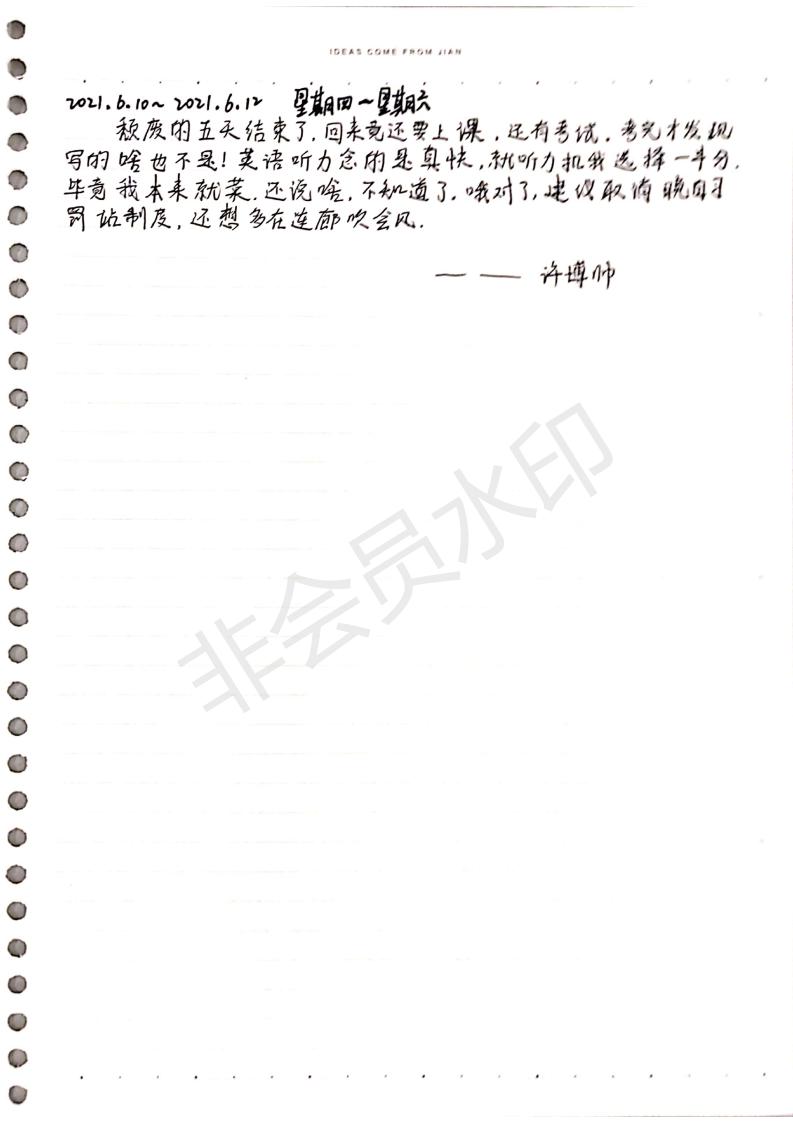 IDEAS COME FROM JIAN
2021.6.10~2021.6.12 星期四~星期六
颓废的五天结束了,回来竟还要上课,还有考试,考完才发现
写的啥也不是!英语听力念的是真快,就听力扣我选择一半分.
毕竟我本来就菜,还说啥,不知道了,哦对了,建议取消晚自习
罚站制度,还想多在连廊吹会风.
—— 许博帅
非会员水印